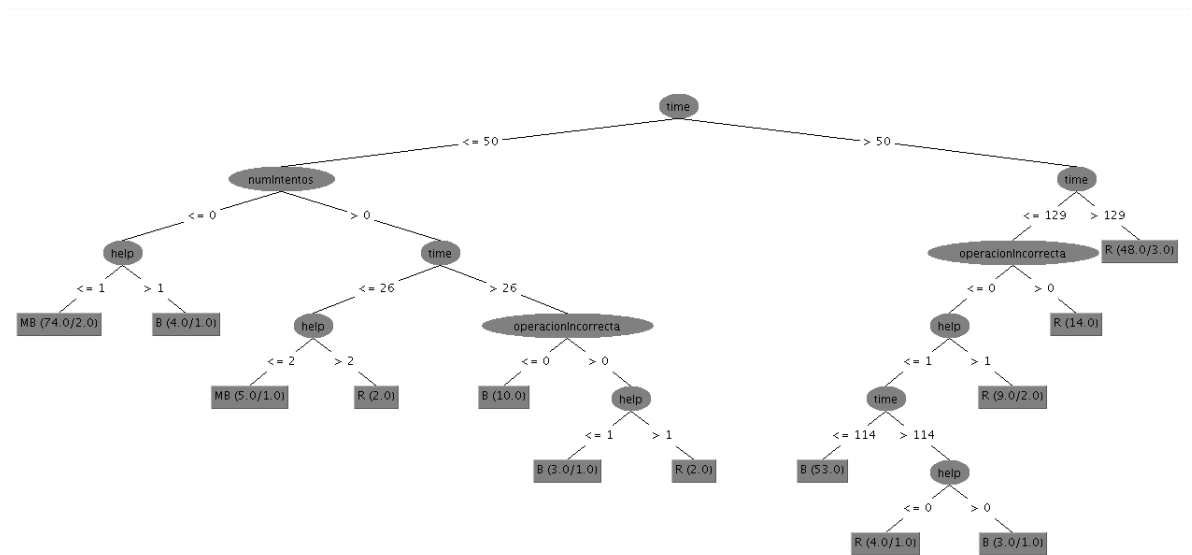 time
<= 50 > 50
numIntentos time
<= 0 > 0 <= 129 > 129
help time operacionIncorrecta R (48.0/3.0)
<= 1 > 1 <= 26 > 26 <= 0 > 0
MB (74.0/2.0) B (4.0/1.0) help operacionIncorrecta help R (14.0)
<= 2 > 2 <= 0 > 0 <= 1 > 1
MB (5.0/1.0) R (2.0) B (10.0) help time R (9.0/2.0)
<= 1 > 1 <= 114 > 114
B (3.0/1.0) R (2.0) B (53.0) help
<= 0 > 0
R (4.0/1.0) B (3.0/1.0)